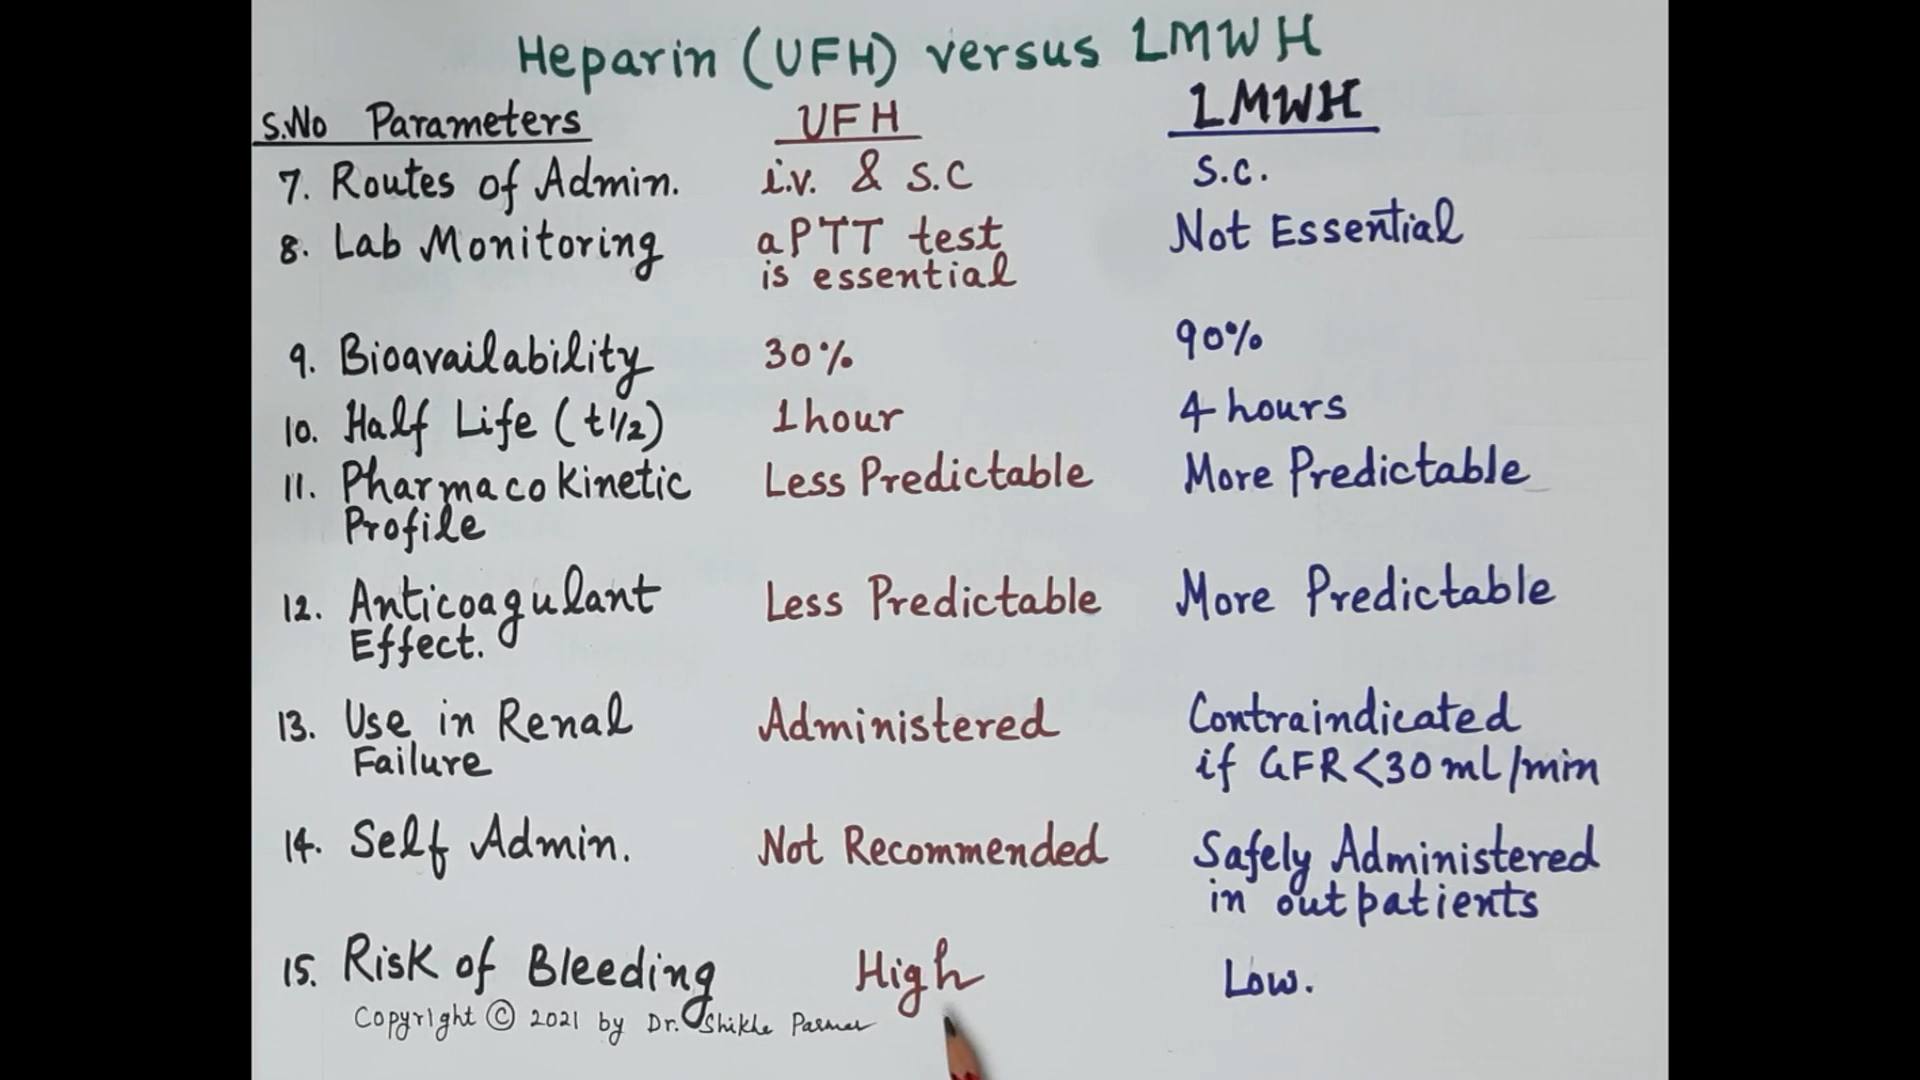 Heparin (UFH) versus LMWH
S.No Parameters UFH LMWH
7. Routes of Admin. i.v. & s.c s.c.
8. Lab Monitoring aPTT test Not Essential
is essential
9. Bioavailability 30% 90%
10. Half Life (t1/2) 1 hour 4 hours
11. Pharmacokinetic Less Predictable More Predictable
Profile
12. Anticoagulant Less Predictable More Predictable
Effect.
13. Use in Renal Administered Contraindicated
Failure if GFR<30 mL/min
14. Self Admin. Not Recommended Safely Administered
in outpatients
15. Risk of Bleeding High Low.
Copyright © 2021 by Dr. Shikha Parmar